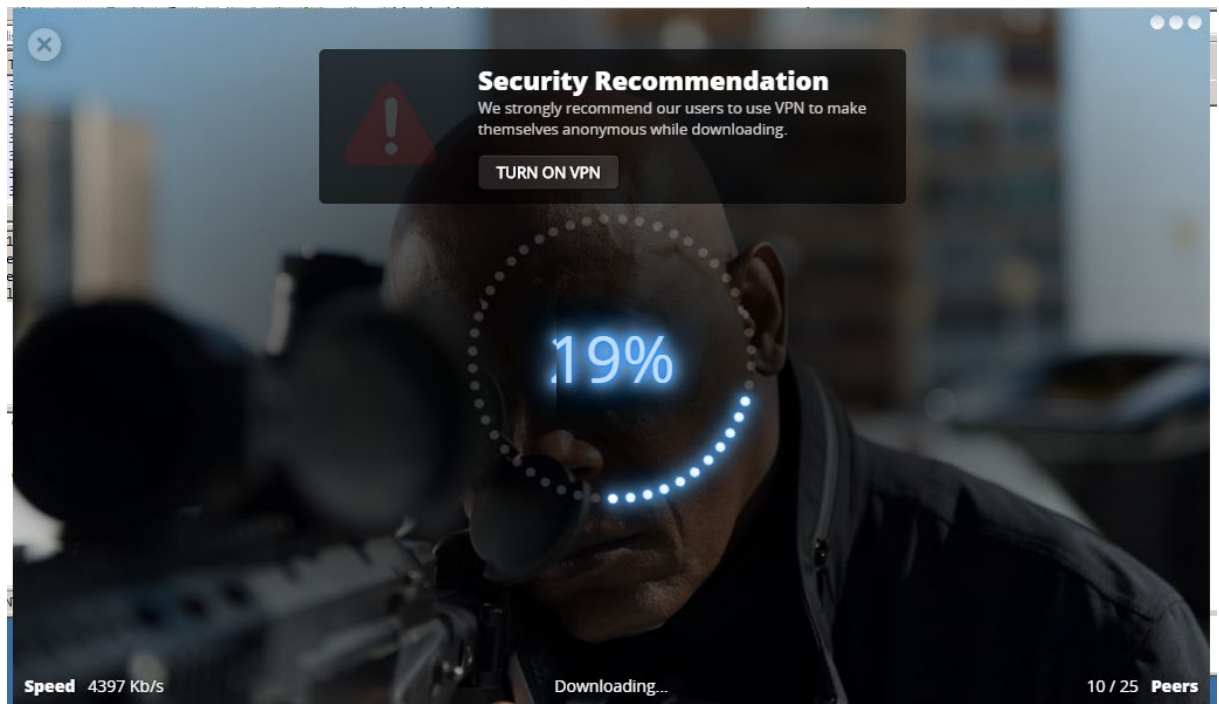 Security Recommendation
We strongly recommend our users to use VPN to make
themselves anonymous while downloading.
TURN ON VPN
19%
Speed 4397 Kb/s
Downloading...
10 / 25 Peers